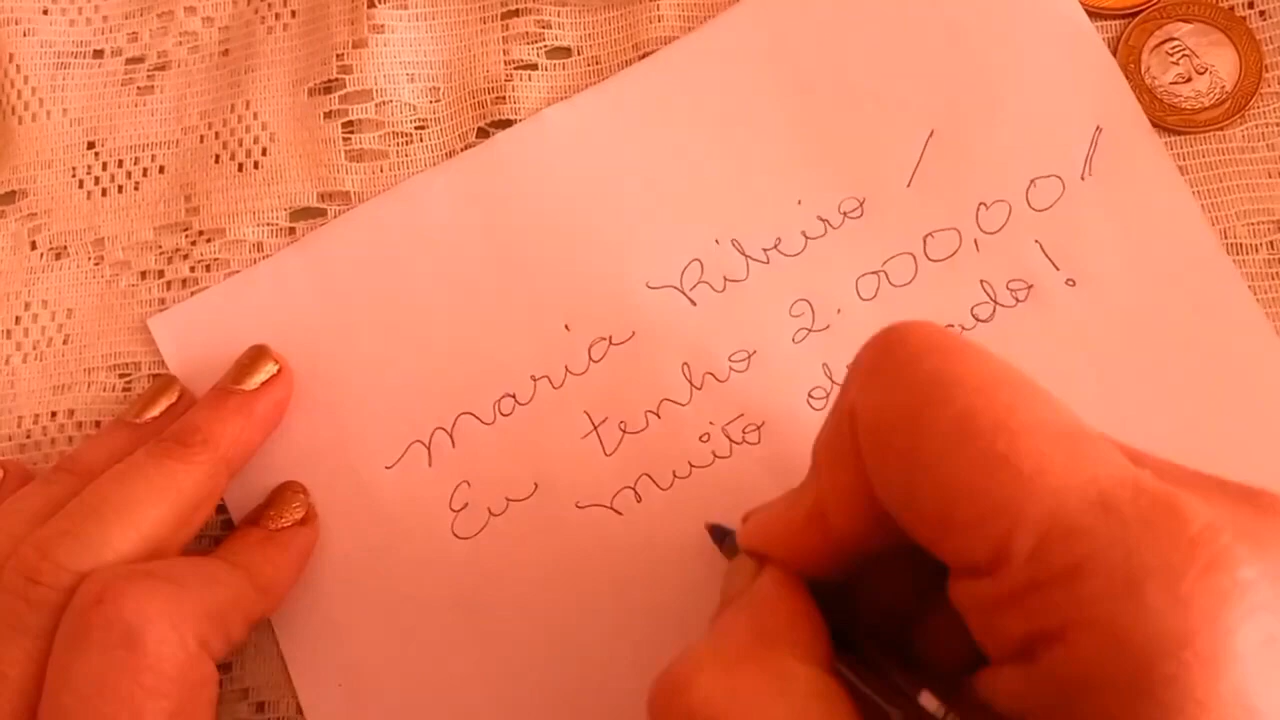 Maria Ribeiro /
Eu tenho 2.000,00 //
muito